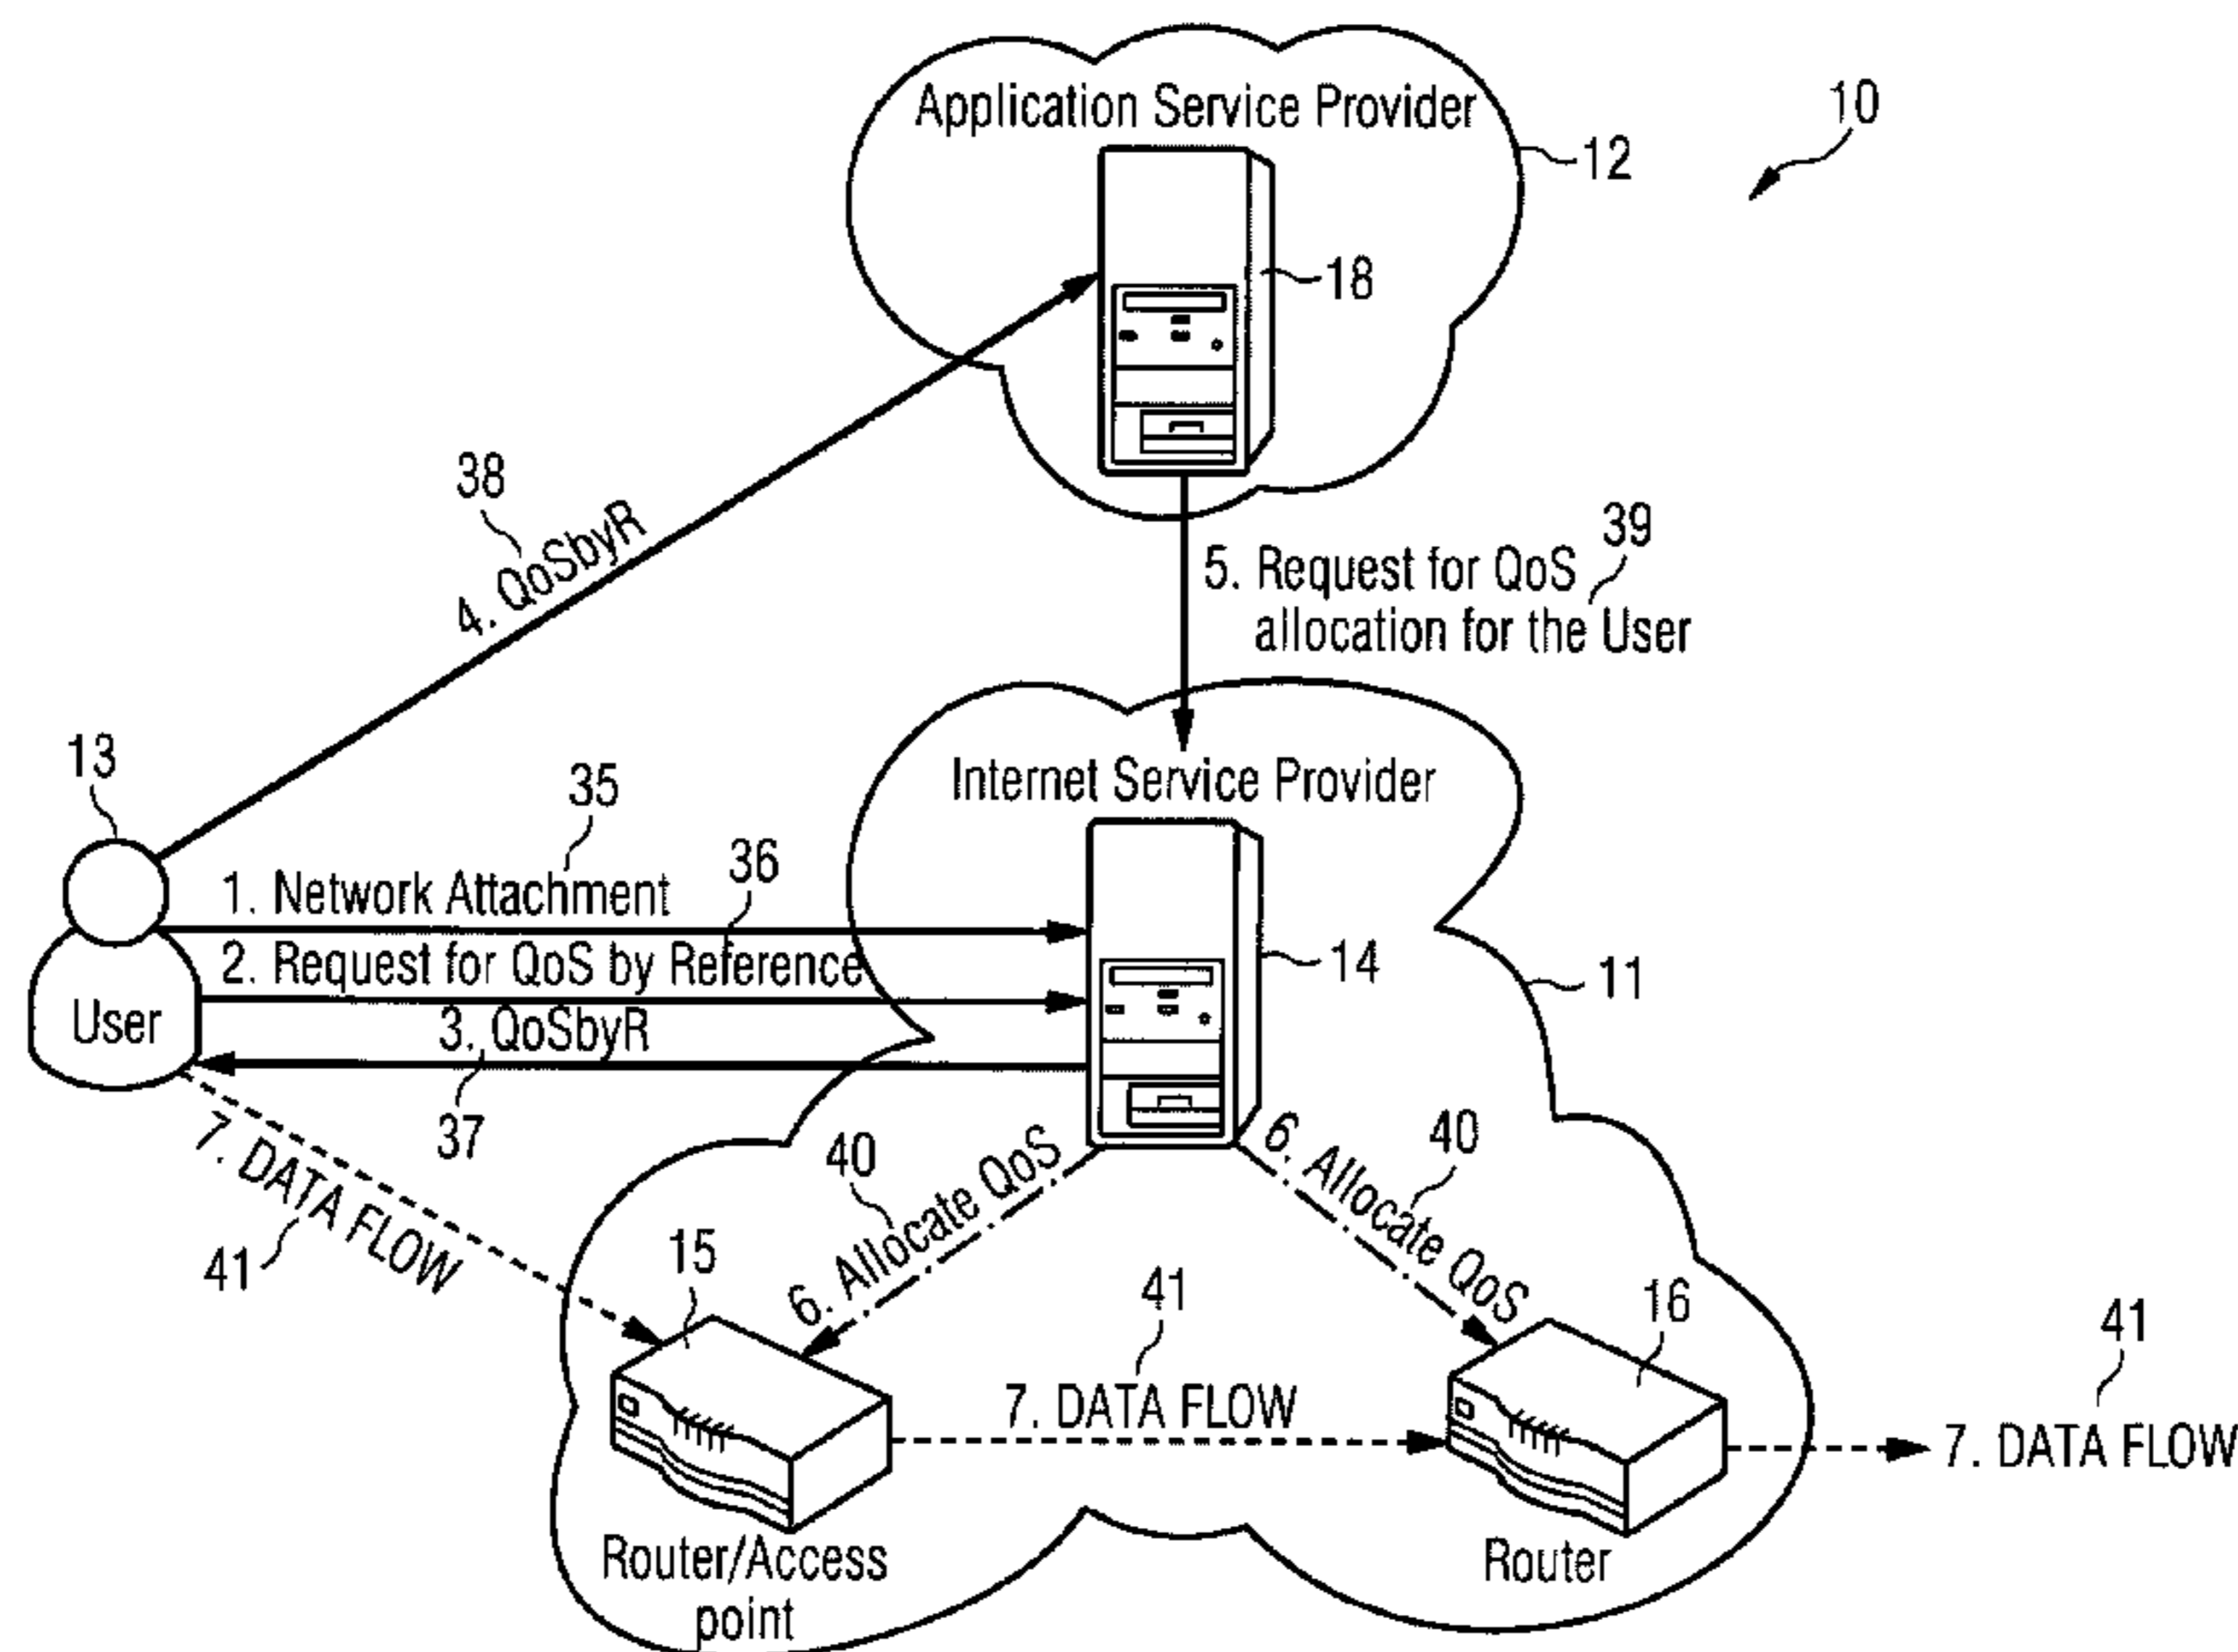 Application Service Provider
10
12
18
38
4. QoSbyR
39
5. Request for QoS
allocation for the User
13
Internet Service Provider
35
36
1. Network Attachment
2. Request for QoS by Reference
14
11
User
3. QoSbyR
37
40
40
6. Allocate QoS
6. Allocate QoS
7. DATA FLOW
41
15
41
16
41
7. DATA FLOW
7. DATA FLOW
Router/Access
point
Router